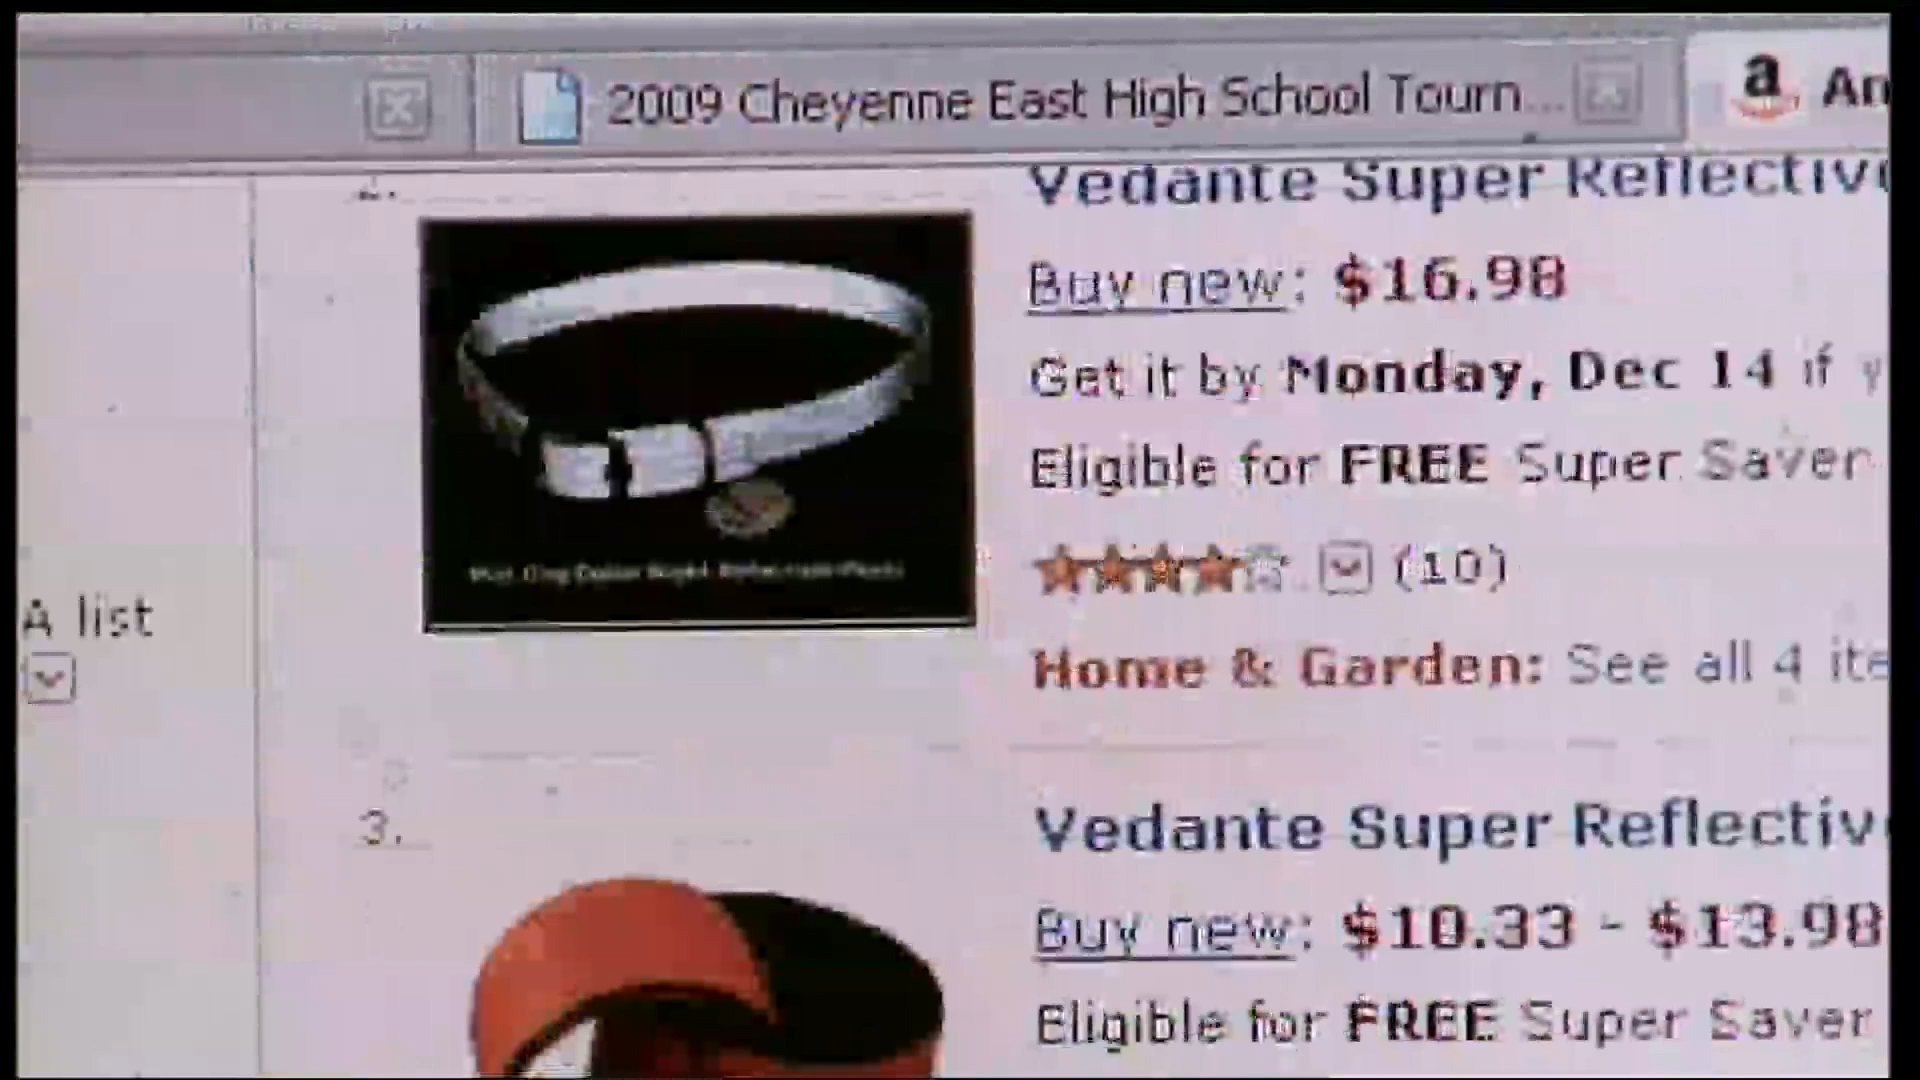 2009 Cheyenne East High School Tourn...
a An
2.
Vedante Super Reflectiv
Buy new: $16.98
Get it by Monday, Dec 14 if y
Eligible for FREE Super Saver
(10)
A list
Home & Garden: See all 4 ite
3.
Vedante Super Reflectiv
Buy new: $10.33 - $13.98
Eligible for FREE Super Saver